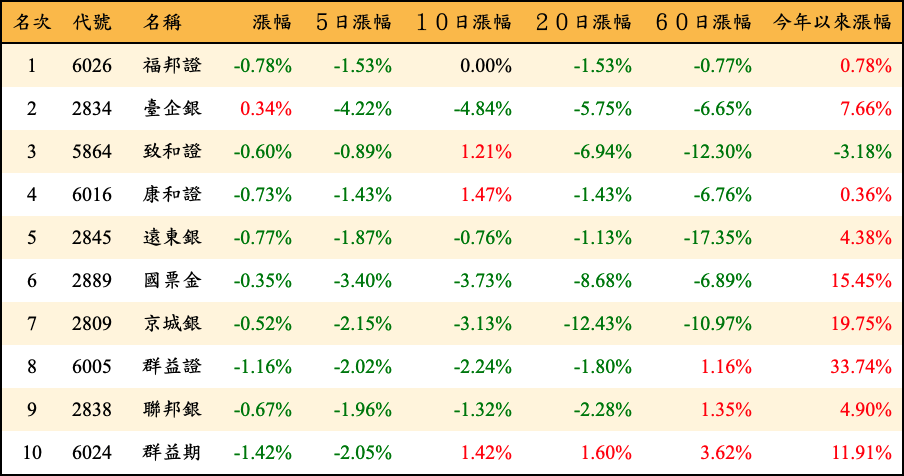 名次 代號 名稱 漲幅 5日漲幅 10日漲幅 20日漲幅 60日漲幅 今年以來漲幅
1 6026 福邦證 -0.78% -1.53% 0.00% -1.53% -0.77% 0.78%
2 2834 臺企銀 0.34% -4.22% -4.84% -5.75% -6.65% 7.66%
3 5864 致和證 -0.60% -0.89% 1.21% -6.94% -12.30% -3.18%
4 6016 康和證 -0.73% -1.43% 1.47% -1.43% -6.76% 0.36%
5 2845 遠東銀 -0.77% -1.87% -0.76% -1.13% -17.35% 4.38%
6 2889 國票金 -0.35% -3.40% -3.73% -8.68% -6.89% 15.45%
7 2809 京城銀 -0.52% -2.15% -3.13% -12.43% -10.97% 19.75%
8 6005 群益證 -1.16% -2.02% -2.24% -1.80% 1.16% 33.74%
9 2838 聯邦銀 -0.67% -1.96% -1.32% -2.28% 1.35% 4.90%
10 6024 群益期 -1.42% -2.05% 1.42% 1.60% 3.62% 11.91%